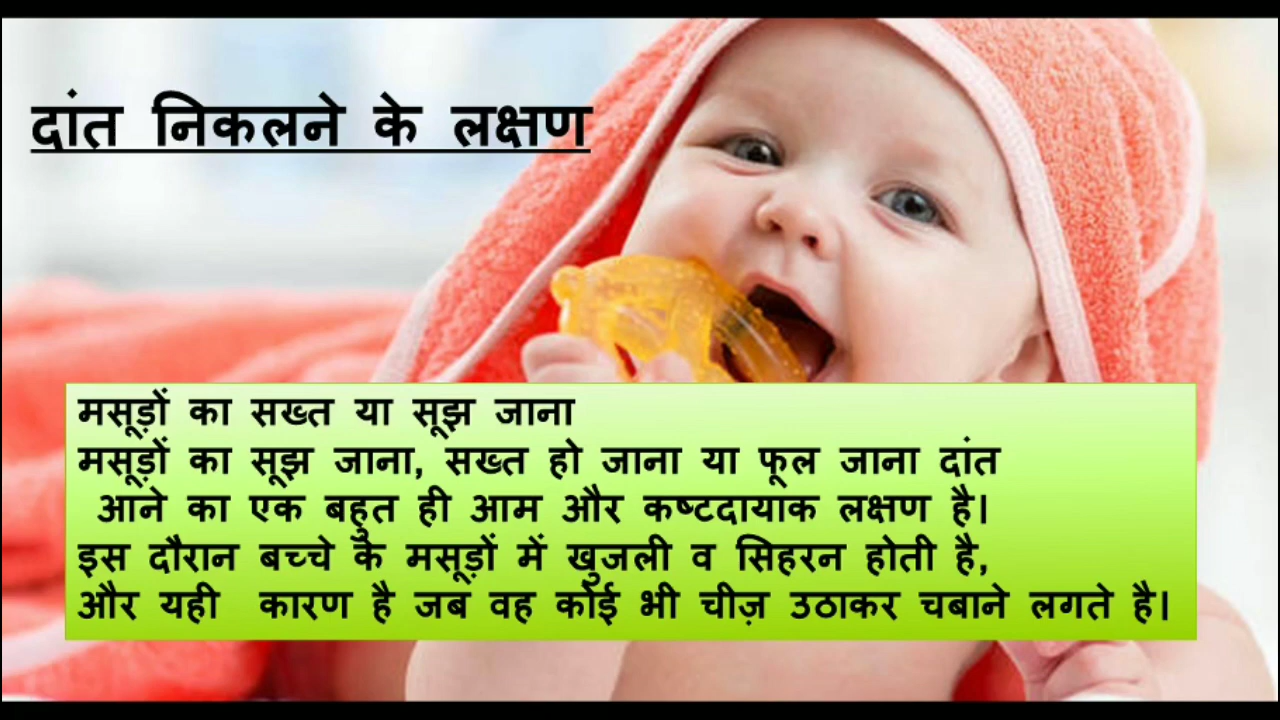 दांत निकलने के लक्षण
मसूड़ों का सख्त या सूझ जाना
मसूड़ों का सूझ जाना, सख्त हो जाना या फूल जाना दांत
आने का एक बहुत ही आम और कष्टदायाक लक्षण है।
इस दौरान बच्चे के मसूड़ों में खुजली व सिहरन होती है,
और यही कारण है जब वह कोई भी चीज़ उठाकर चबाने लगते है।